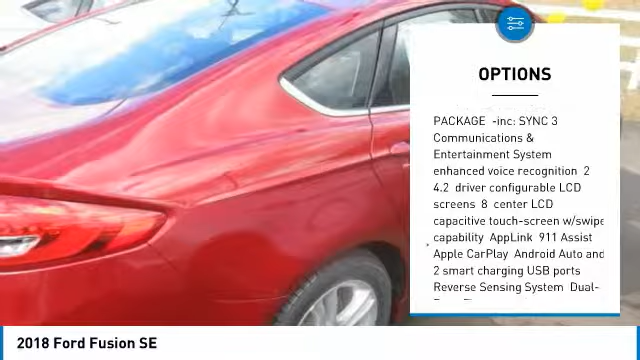 OPTIONS
PACKAGE -inc: SYNC 3
Communications &
Entertainment System
enhanced voice recognition 2
4.2 driver configurable LCD
screens 8 center LCD
capacitive touch-screen w/swipe
capability AppLink 911 Assist
Apple CarPlay Android Auto and
2 smart charging USB ports
Reverse Sensing System Dual-
2018 Ford Fusion SE